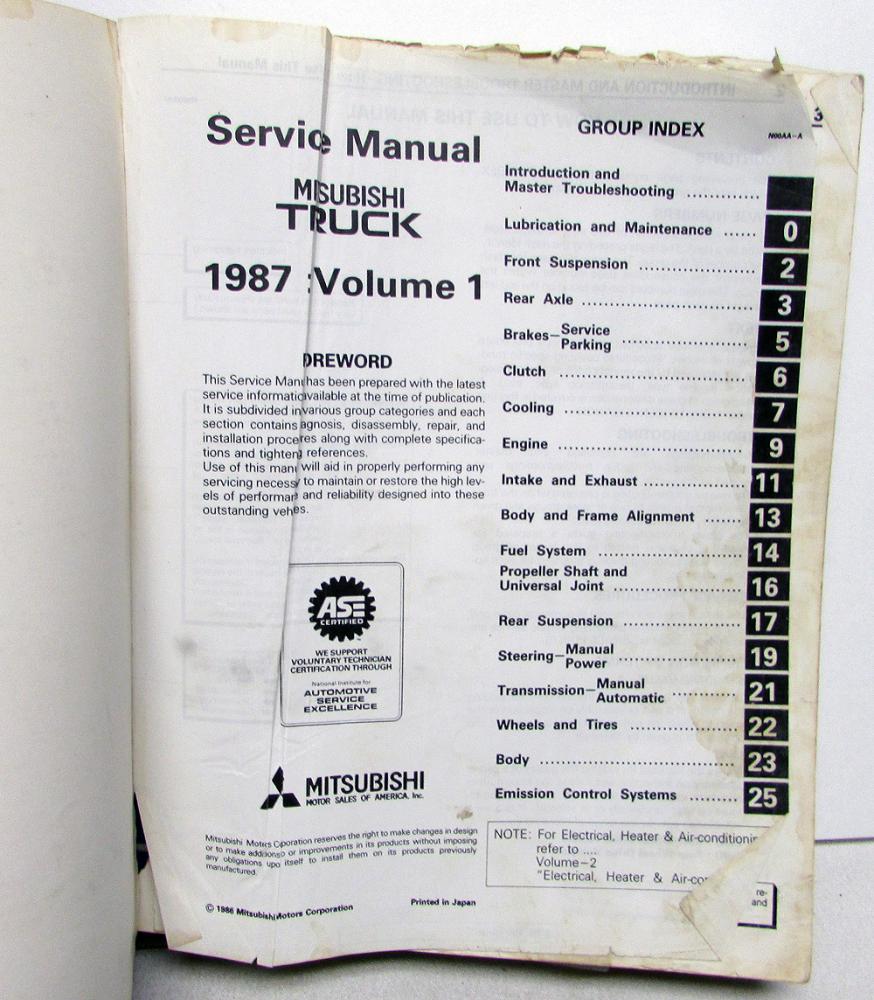 Servic Manual
MISUBISHI
TRUCK
1987 :Volume 1
OREWORD
This Service Man has been prepared with the latest
service informatio vailable at the time of publication.
It is subdivided in various group categories and each
section contains agnosis, disassembly, repair, and
installation proce res along with complete specifica-
tions and tighten references.
Use of this man will aid in properly performing any
servicing necess to maintain or restore the high lev-
els of performan and reliability designed into these
outstanding veh es.
ASE
CERTIFIED
WE SUPPORT
VOLUNTARY TECHNICIAN
CERTIFICATION THROUGH
National Institute for
AUTOMOTIVE
SERVICE
EXCELLENCE
MITSUBISHI
MOTOR SALES OF AMERICA, Inc.
Mitsubishi Motors Corporation reserves the right to make changes in design
or to make additions o or improvements in its products without imposing
any obligations upo itself to install them on its products previously
manufactured.
© 1986 Mitsubishi Motors Corporation
Printed in Japan
GROUP INDEX
N00AA-A
3
Introduction and
Master Troubleshooting ..............
Lubrication and Maintenance ...... 0
Front Suspension ...................... 2
Rear Axle ................................ 3
Brakes—Service
Parking ........................ 5
Clutch ................................... 6
Cooling .................................. 7
Engine ................................... 9
Intake and Exhaust ................... 11
Body and Frame Alignment ....... 13
Fuel System ............................ 14
Propeller Shaft and
Universal Joint ........................ 16
Rear Suspension ...................... 17
Steering—Manual
Power ....................... 19
Transmission—Manual
Automatic ........... 21
Wheels and Tires ..................... 22
Body ..................................... 23
Emission Control Systems ......... 25
NOTE: For Electrical, Heater & Air-conditionin
refer to .....
Volume-2
"Electrical, Heater & Air-co
re-
and